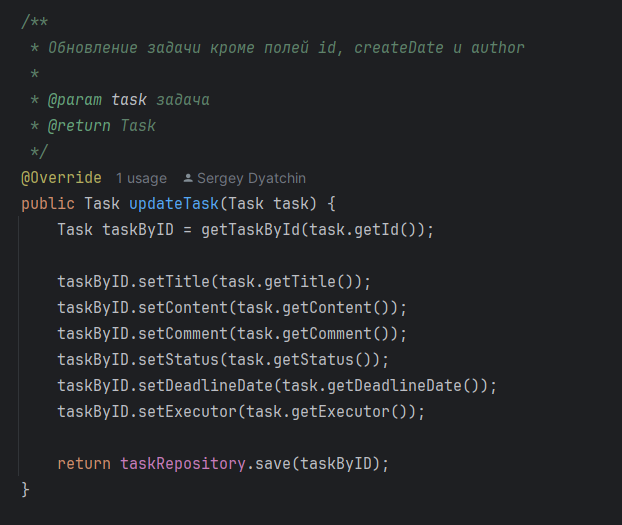 /**
 * Обновление задачи кроме полей id, createDate и author
 *
 * @param task задача
 * @return Task
 */
@Override 1 usage Sergey Dyatchin
public Task updateTask(Task task) {
    Task taskByID = getTaskById(task.getId());
    taskByID.setTitle(task.getTitle());
    taskByID.setContent(task.getContent());
    taskByID.setComment(task.getComment());
    taskByID.setStatus(task.getStatus());
    taskByID.setDeadlineDate(task.getDeadlineDate());
    taskByID.setExecutor(task.getExecutor());
    return taskRepository.save(taskByID);
}